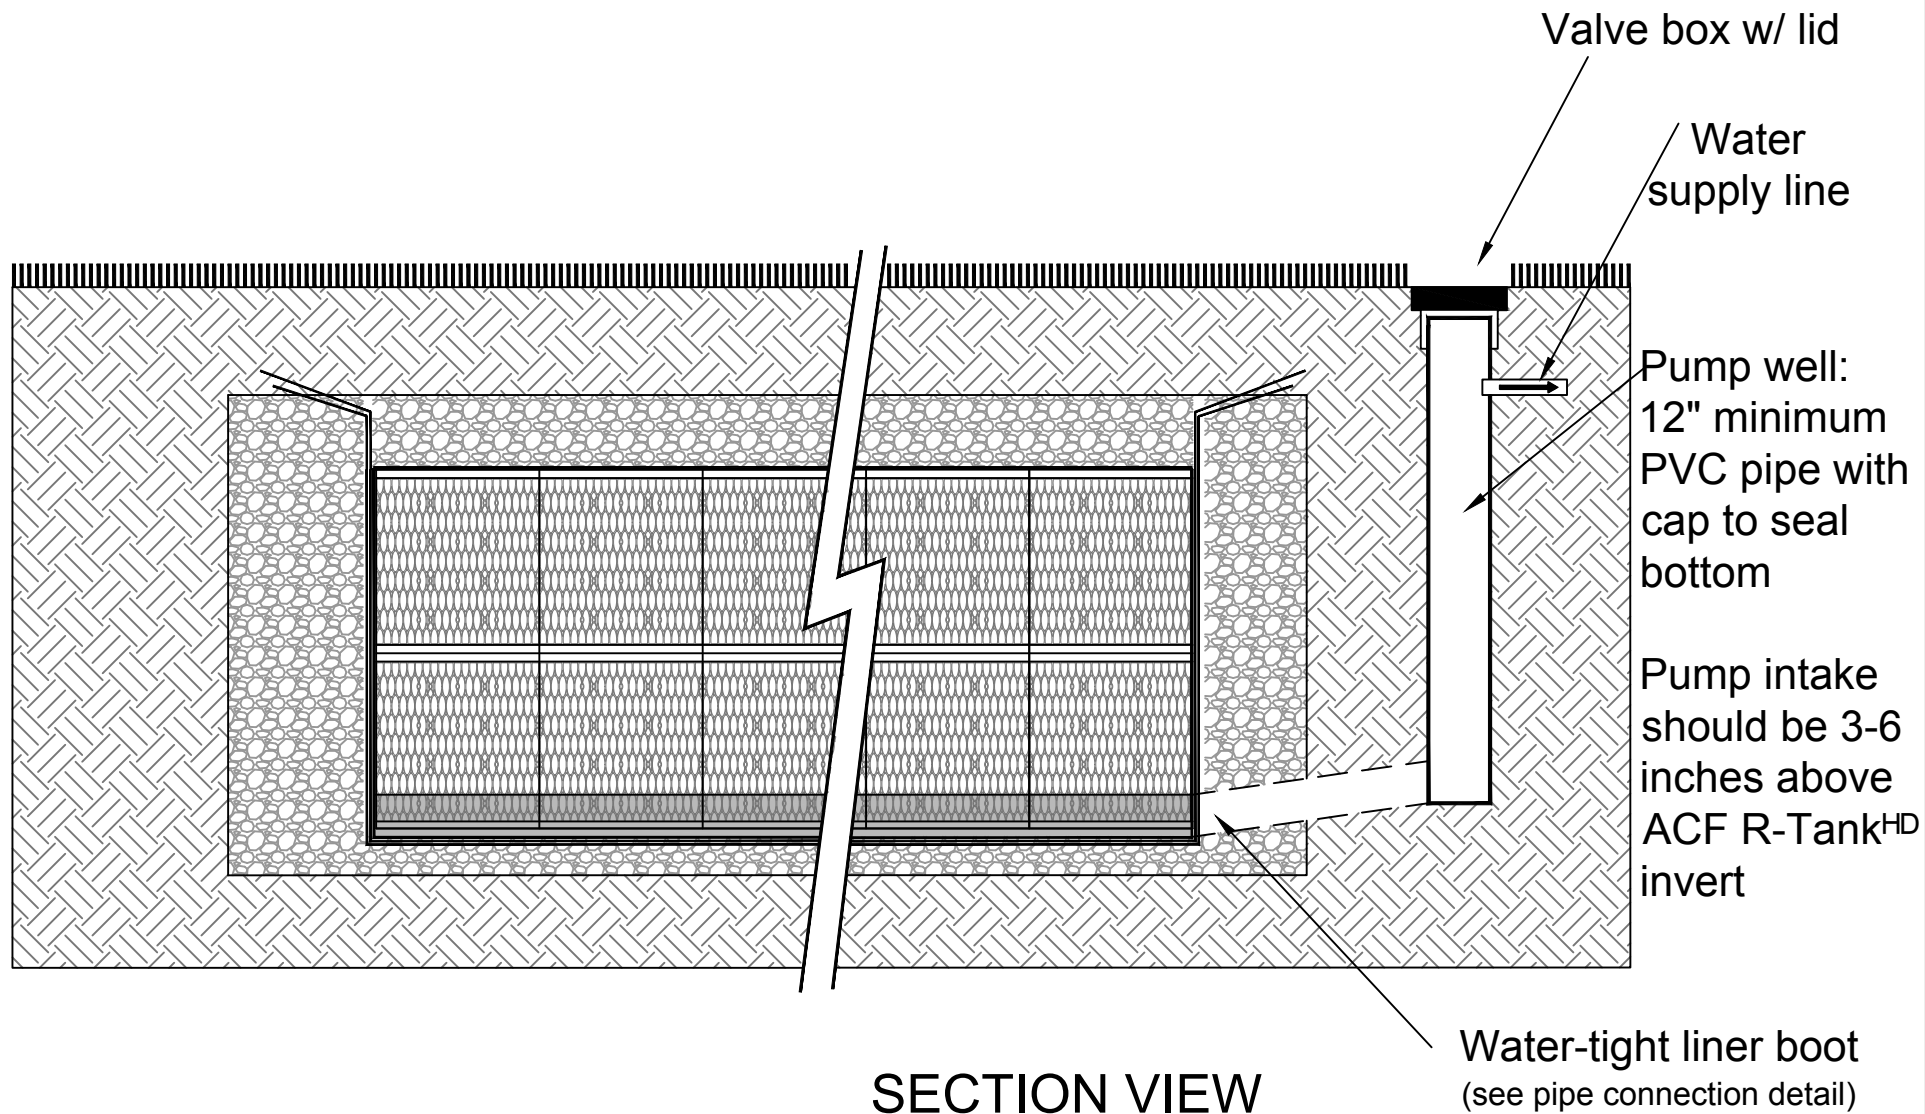 Valve box w/ lid
Water
supply line
Pump well:
12" minimum
PVC pipe with
cap to seal
bottom
Pump intake
should be 3-6
inches above
ACF R-Tankᴴᴰ
invert
Water-tight liner boot
(see pipe connection detail)
SECTION VIEW